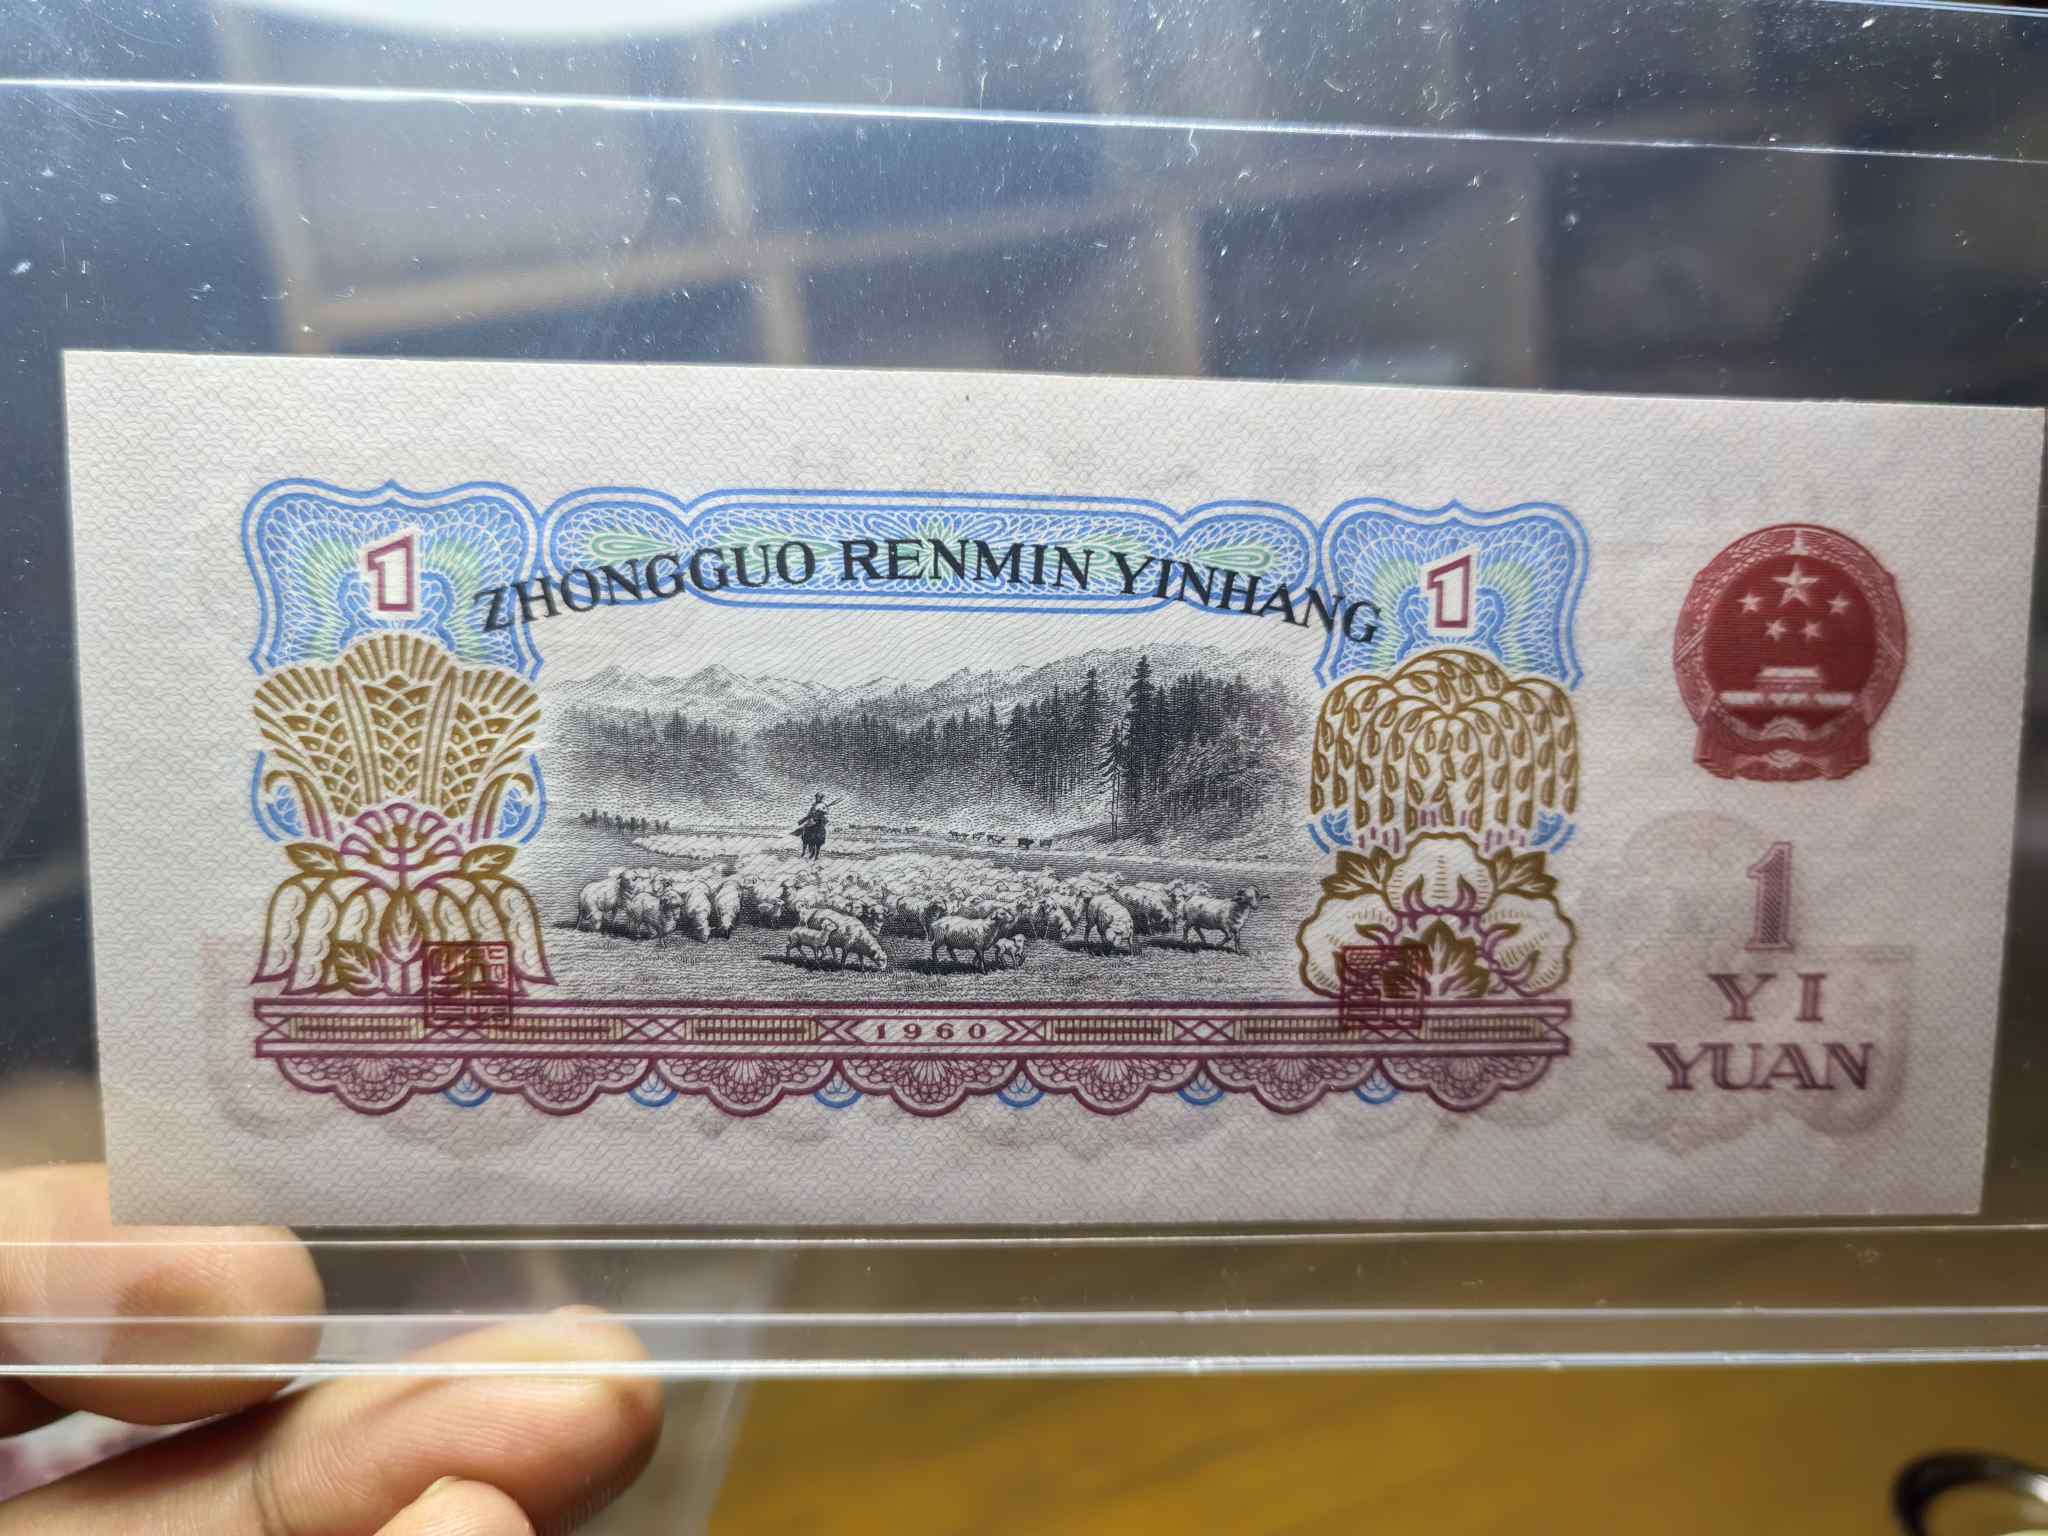 ZHONGGUO RENMIN YINHANG
1
1
1960
1
YI
YUAN